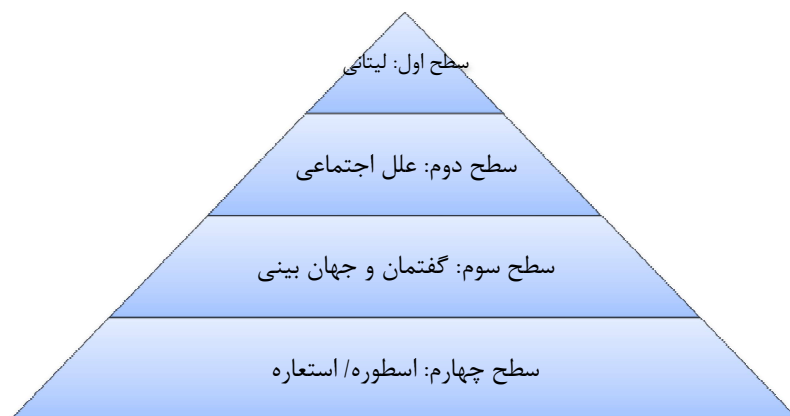 سطح اول: لیتانی
سطح دوم: علل اجتماعی
سطح سوم: گفتمان و جهان بینی
سطح چهارم: اسطوره/ استعاره